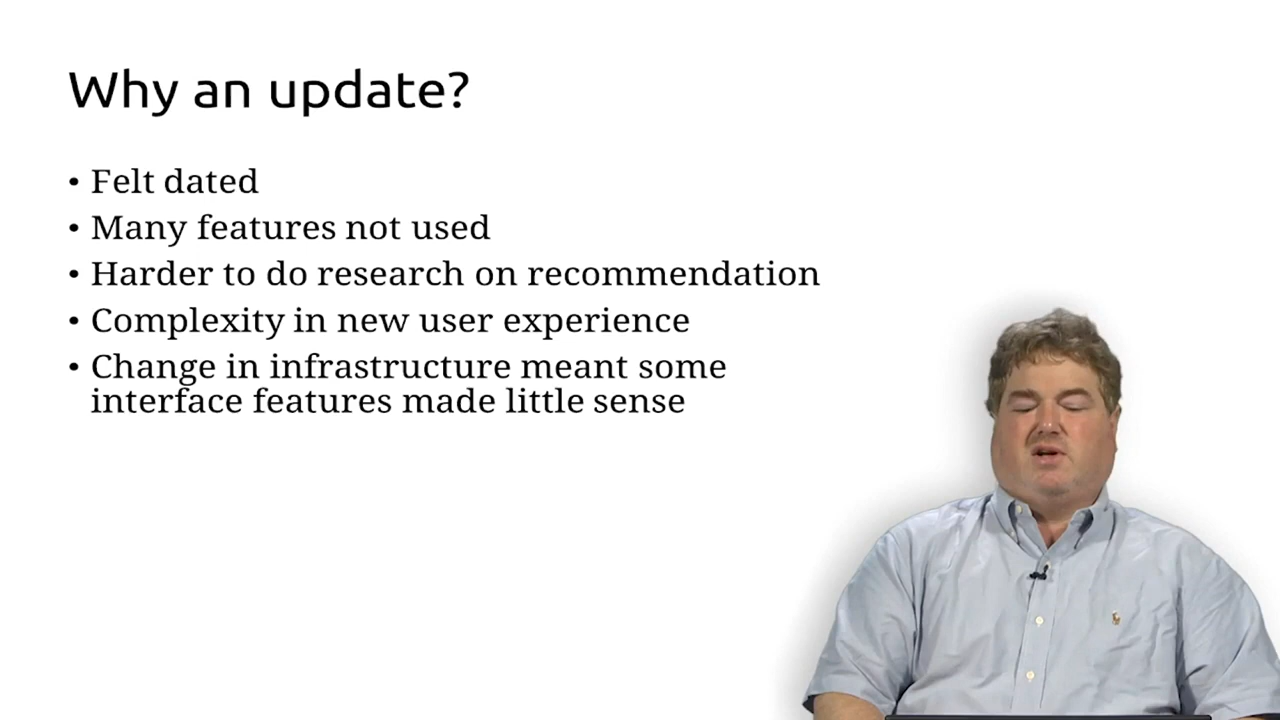 Why an update?
• Felt dated
• Many features not used
• Harder to do research on recommendation
• Complexity in new user experience
• Change in infrastructure meant some
interface features made little sense